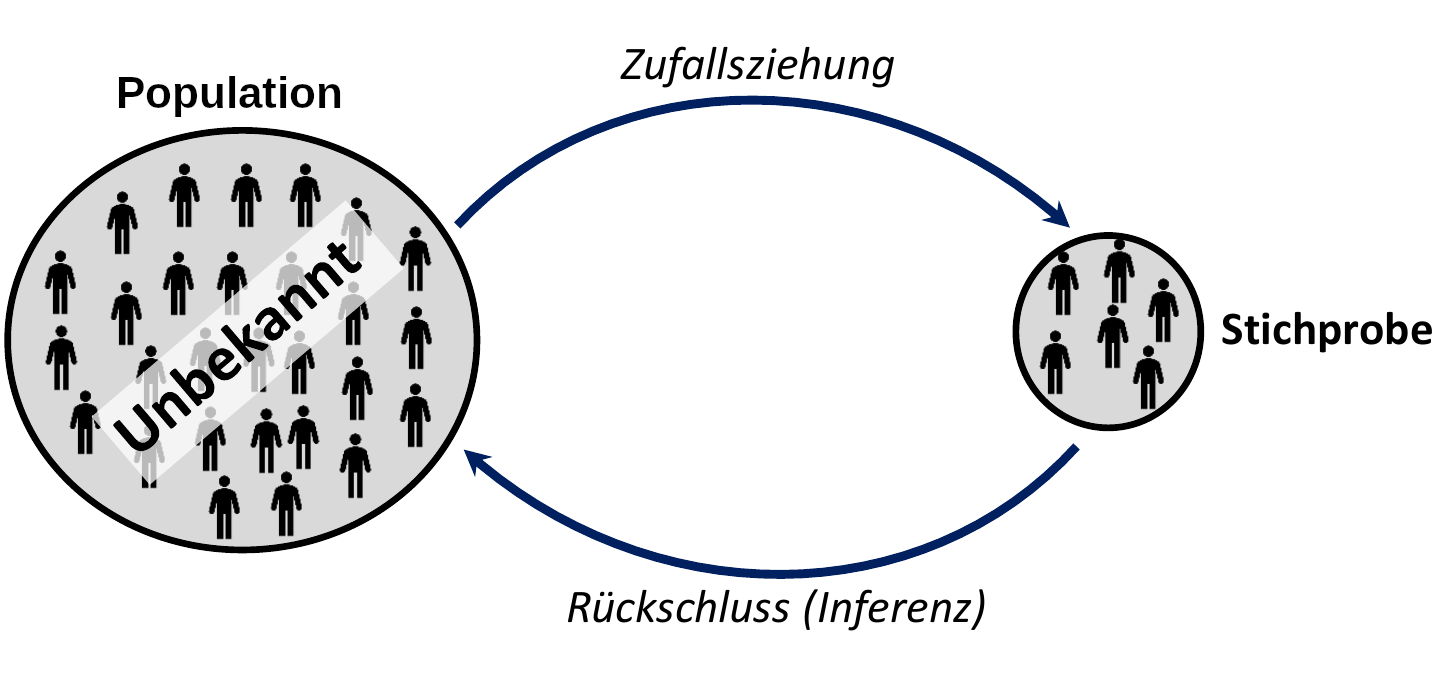 Zufallsziehung
Population
Unbekannt
Stichprobe
Rückschluss (Inferenz)